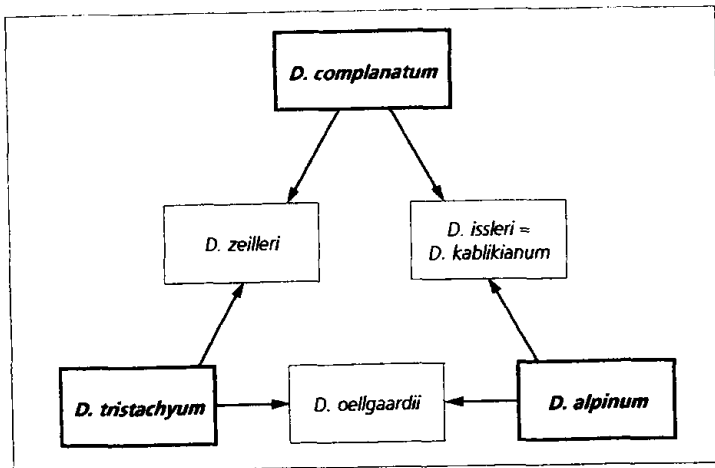 D. complanatum
D. zeilleri
D. issleri =
D. kablikianum
D. tristachyum
D. oellgaardii
D. alpinum